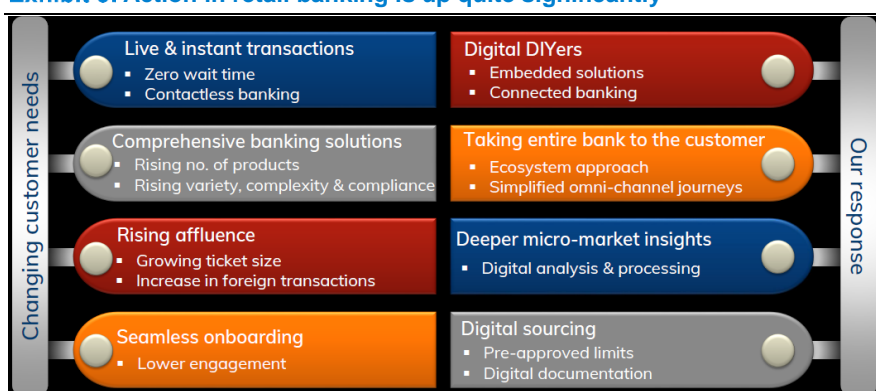 Exhibit 6: Action in retail banking is up quite significantly
Changing customer needs
Live & instant transactions
▪ Zero wait time
▪ Contactless banking
Comprehensive banking solutions
▪ Rising no. of products
▪ Rising variety, complexity & compliance
Rising affluence
▪ Growing ticket size
▪ Increase in foreign transactions
Seamless onboarding
▪ Lower engagement
Digital DIYers
▪ Embedded solutions
▪ Connected banking
Taking entire bank to the customer
▪ Ecosystem approach
▪ Simplified omni-channel journeys
Deeper micro-market insights
▪ Digital analysis & processing
Digital sourcing
▪ Pre-approved limits
▪ Digital documentation
Our response